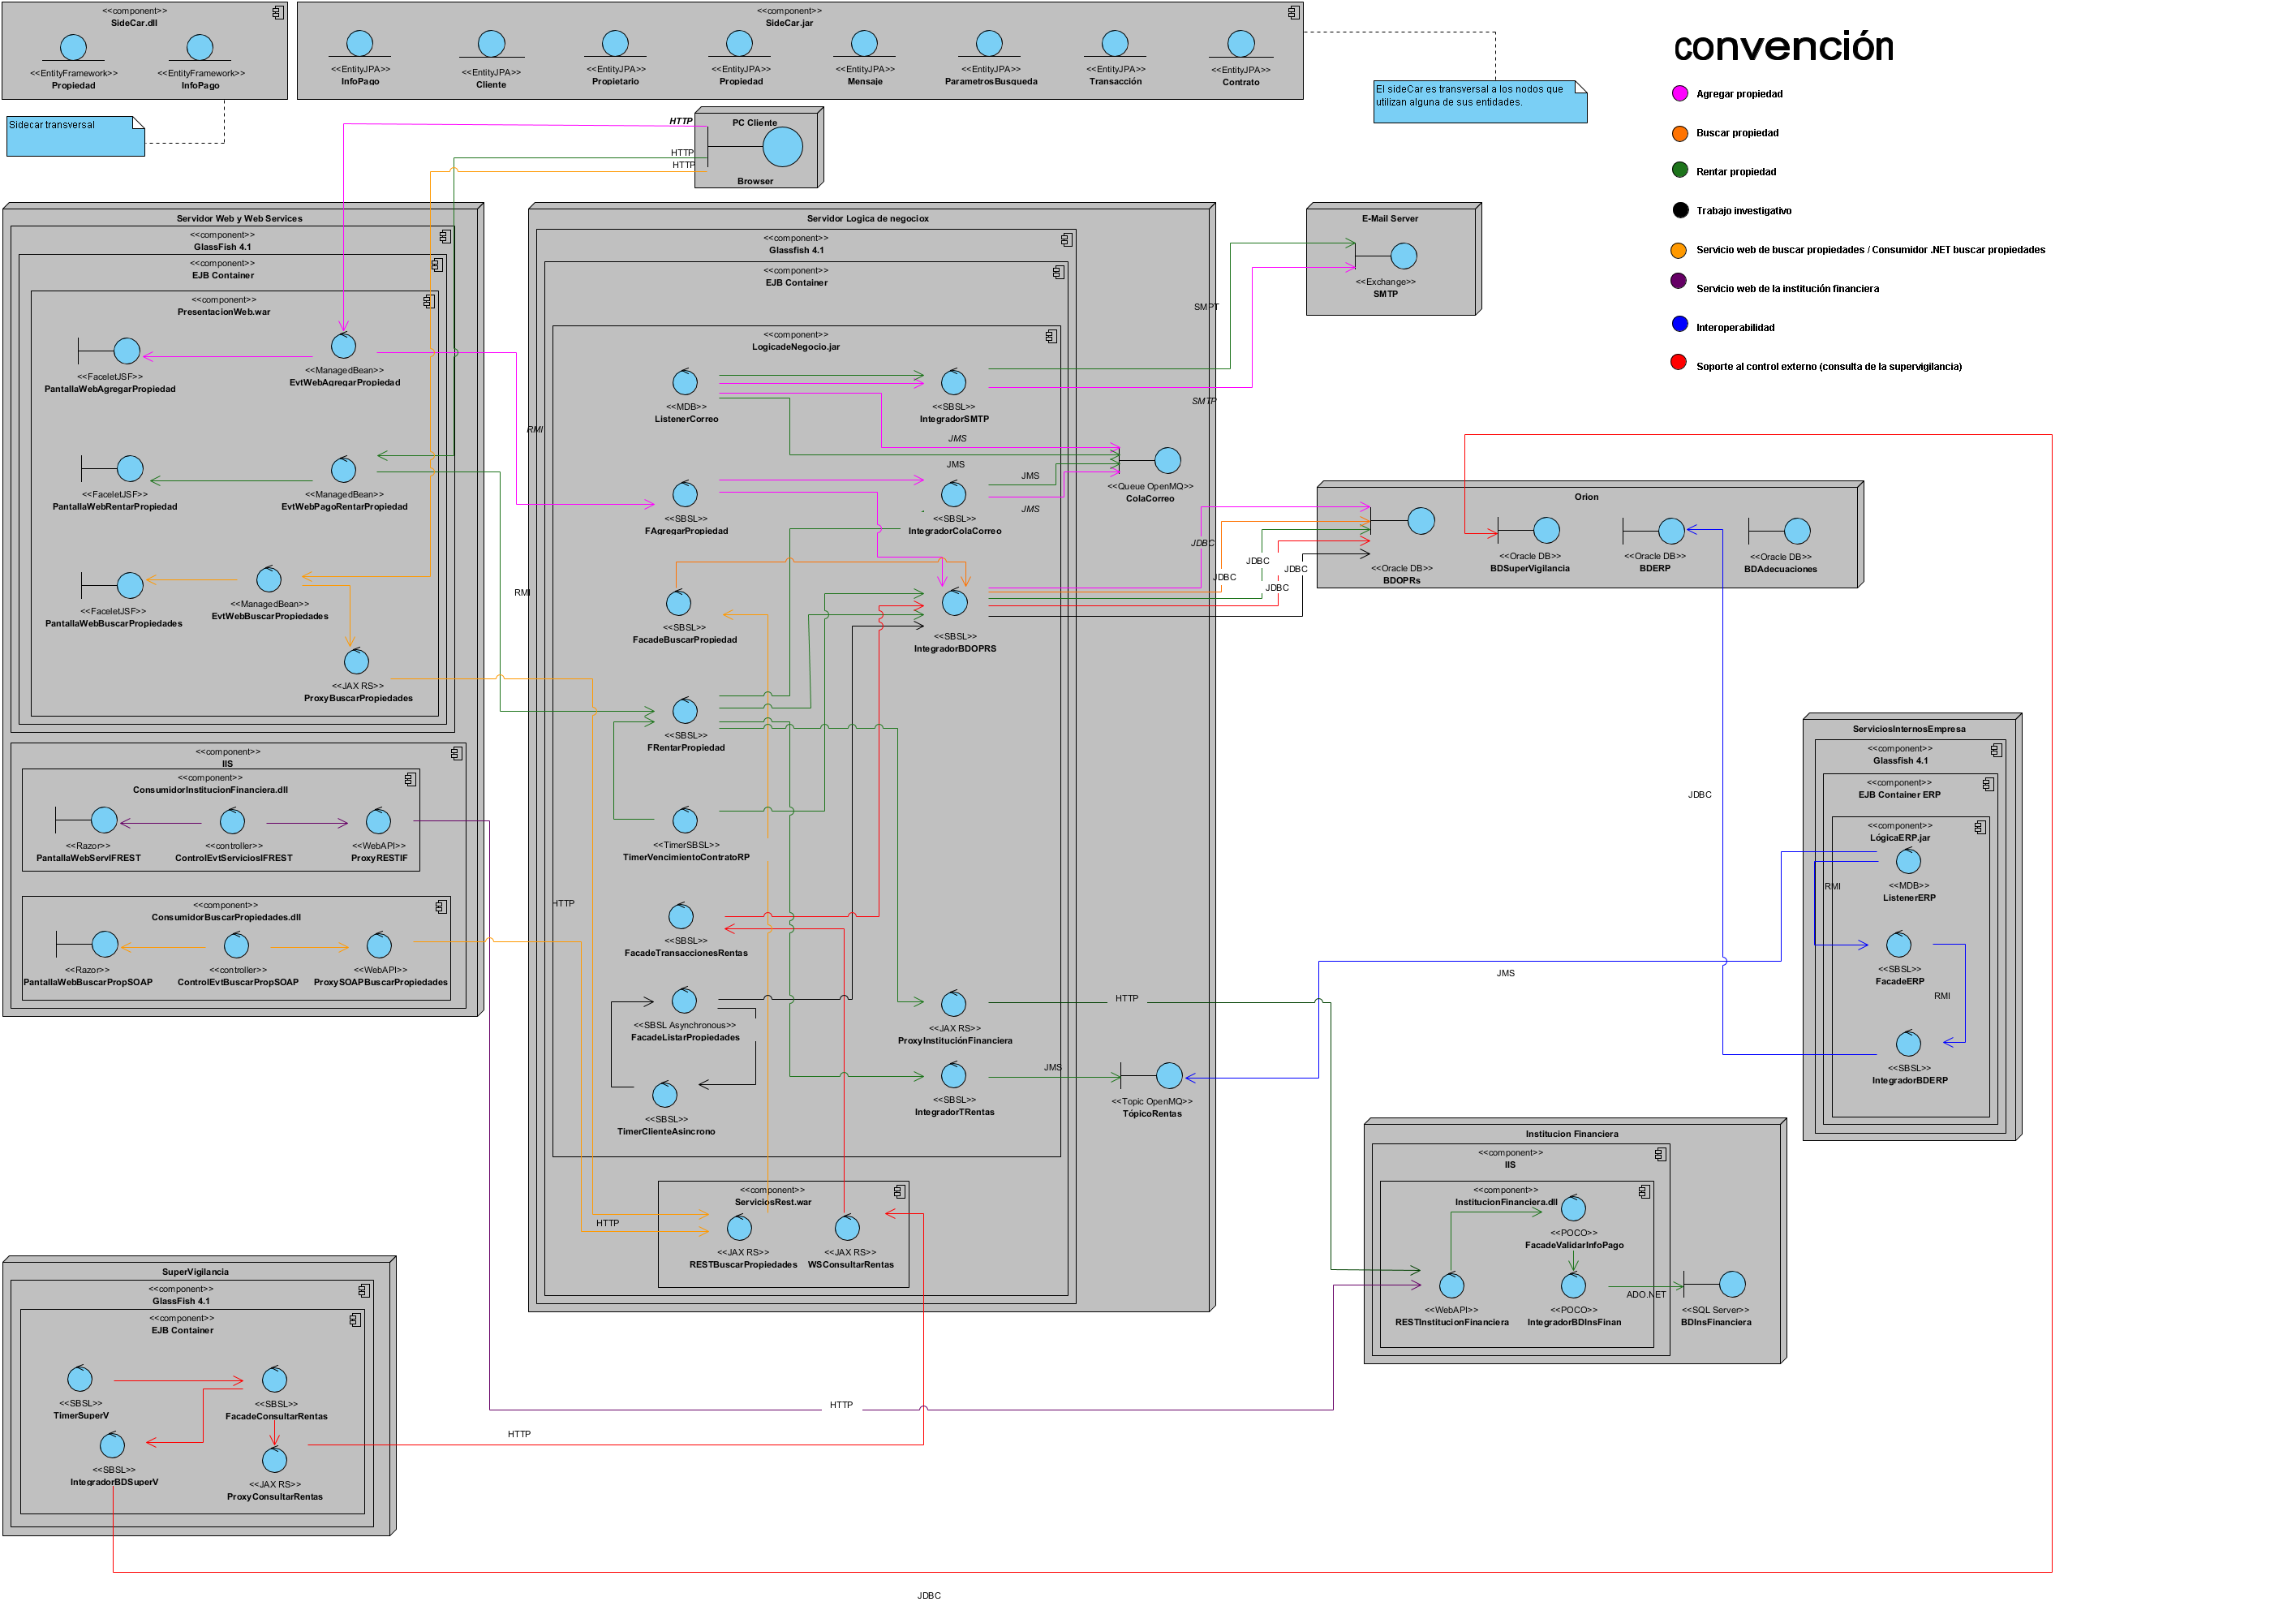 <<component>>
SideCar.dll
<<EntityFramework>>
Propiedad
<<EntityFramework>>
InfoPago
Sidecar transversal
<<component>>
SideCar.jar
<<EntityJPA>>
InfoPago
<<EntityJPA>>
Cliente
<<EntityJPA>>
Propietario
<<EntityJPA>>
Propiedad
<<EntityJPA>>
Mensaje
<<EntityJPA>>
ParametrosBusqueda
<<EntityJPA>>
Transacción
<<EntityJPA>>
Contrato
El sideCar es transversal a los nodos que
utilizan alguna de sus entidades.
convención
Agregar propiedad
Buscar propiedad
Rentar propiedad
Trabajo investigativo
Servicio web de buscar propiedades / Consumidor .NET buscar propiedades
Servicio web de la institución financiera
Interoperabilidad
Soporte al control externo (consulta de la supervigilancia)
PC Cliente
Browser
HTTP
HTTP
HTTP
Servidor Web y Web Services
<<component>>
GlassFish 4.1
<<component>>
EJB Container
<<component>>
PresentacionWeb.war
<<FaceletJSF>>
PantallaWebAgregarPropiedad
<<ManagedBean>>
EvtWebAgregarPropiedad
<<FaceletJSF>>
PantallaWebRentarPropiedad
<<ManagedBean>>
EvtWebPagoRentarPropiedad
<<FaceletJSF>>
PantallaWebBuscarPropiedades
<<ManagedBean>>
EvtWebBuscarPropiedades
<<JAX RS>>
ProxyBuscarPropiedades
<<component>>
IIS
<<component>>
ConsumidorInstitucionFinanciera.dll
<<Razor>>
PantallaWebServIFREST
<<controller>>
ControlEvtServiciosIFREST
<<WebAPI>>
ProxyRESTIF
<<component>>
ConsumidorBuscarPropiedades.dll
<<Razor>>
PantallaWebBuscarPropSOAP
<<controller>>
ControlEvtBuscarPropSOAP
<<WebAPI>>
ProxySOAPBuscarPropiedades
RMI
RMI
Servidor Logica de negociox
<<component>>
Glassfish 4.1
<<component>>
EJB Container
<<component>>
LogicadeNegocio.jar
<<MDB>>
ListenerCorreo
<<SBSL>>
IntegradorSMTP
JMS
JMS
JMS
JMS
<<SBSL>>
FAgregarPropiedad
<<SBSL>>
IntegradorColaCorreo
<<Queue OpenMQ>>
ColaCorreo
<<SBSL>>
FacadeBuscarPropiedad
<<SBSL>>
IntegradorBDOPRS
<<SBSL>>
FRentarPropiedad
<<TimerSBSL>>
TimerVencimientoContratoRP
HTTP
<<SBSL>>
FacadeTransaccionesRentas
<<SBSL Asynchronous>>
FacadeListarPropiedades
<<JAX RS>>
ProxyInstituciónFinanciera
HTTP
<<SBSL>>
TimerClienteAsincrono
<<SBSL>>
IntegradorTRentas
JMS
<<Topic OpenMQ>>
TópicoRentas
<<component>>
ServiciosRest.war
HTTP
<<JAX RS>>
RESTBuscarPropiedades
<<JAX RS>>
WSConsultarRentas
E-Mail Server
<<Exchange>>
SMTP
SMPT
SMTP
Orion
<<Oracle DB>>
BDOPRs
<<Oracle DB>>
BDSuperVigilancia
<<Oracle DB>>
BDERP
<<Oracle DB>>
BDAdecuaciones
JDBC
JDBC
JDBC
JDBC
JDBC
JDBC
ServiciosInternosEmpresa
<<component>>
Glassfish 4.1
<<component>>
EJB Container ERP
<<component>>
LógicaERP.jar
<<MDB>>
ListenerERP
RMI
<<SBSL>>
FacadeERP
RMI
<<SBSL>>
IntegradorBDERP
JMS
Institucion Financiera
<<component>>
IIS
<<component>>
InstitucionFinanciera.dll
<<POCO>>
FacadeValidarInfoPago
<<WebAPI>>
RESTInstitucionFinanciera
<<POCO>>
IntegradorBDInsFinan
ADO.NET
<<SQL Server>>
BDInsFinanciera
SuperVigilancia
<<component>>
GlassFish 4.1
<<component>>
EJB Container
<<SBSL>>
TimerSuperV
<<SBSL>>
FacadeConsultarRentas
<<SBSL>>
IntegradorBDSuperV
<<JAX RS>>
ProxyConsultarRentas
HTTP
HTTP
JDBC